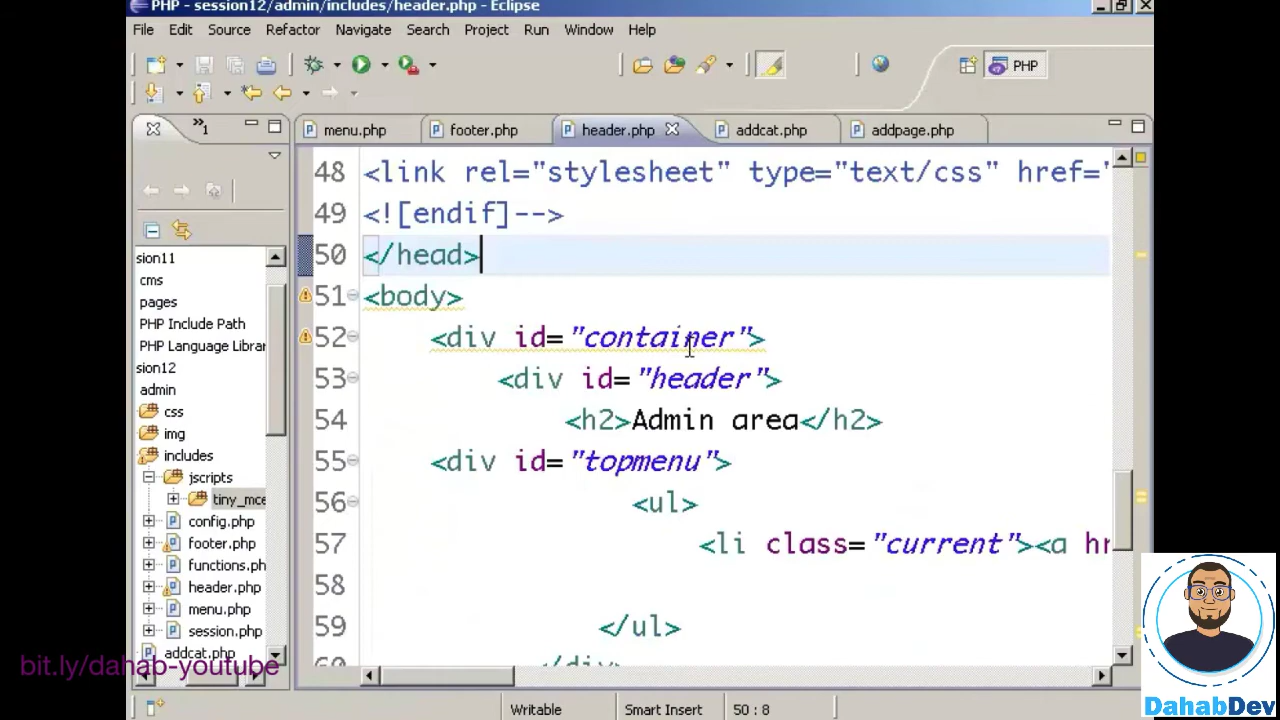 PHP - session12/admin/includes/header.php - Eclipse
File Edit Source Refactor Navigate Search Project Run Window Help
PHP
1
menu.php footer.php header.php addcat.php addpage.php
48 <link rel="stylesheet" type="text/css" href="
49 <![endif]-->
50 </head>
51 <body>
52 <div id="container">
53 <div id="header">
54 <h2>Admin area</h2>
55 <div id="topmenu">
56 <ul>
57 <li class="current"><a hr
58
59 </ul>
60 </div>
sion11
cms
pages
PHP Include Path
PHP Language Librar
sion12
admin
css
img
includes
jscripts
tiny_mce
config.php
footer.php
functions.ph
header.php
menu.php
session.php
addcat.php
bit.ly/dahab-youtube
Writable Smart Insert 50 : 8
DahabDev